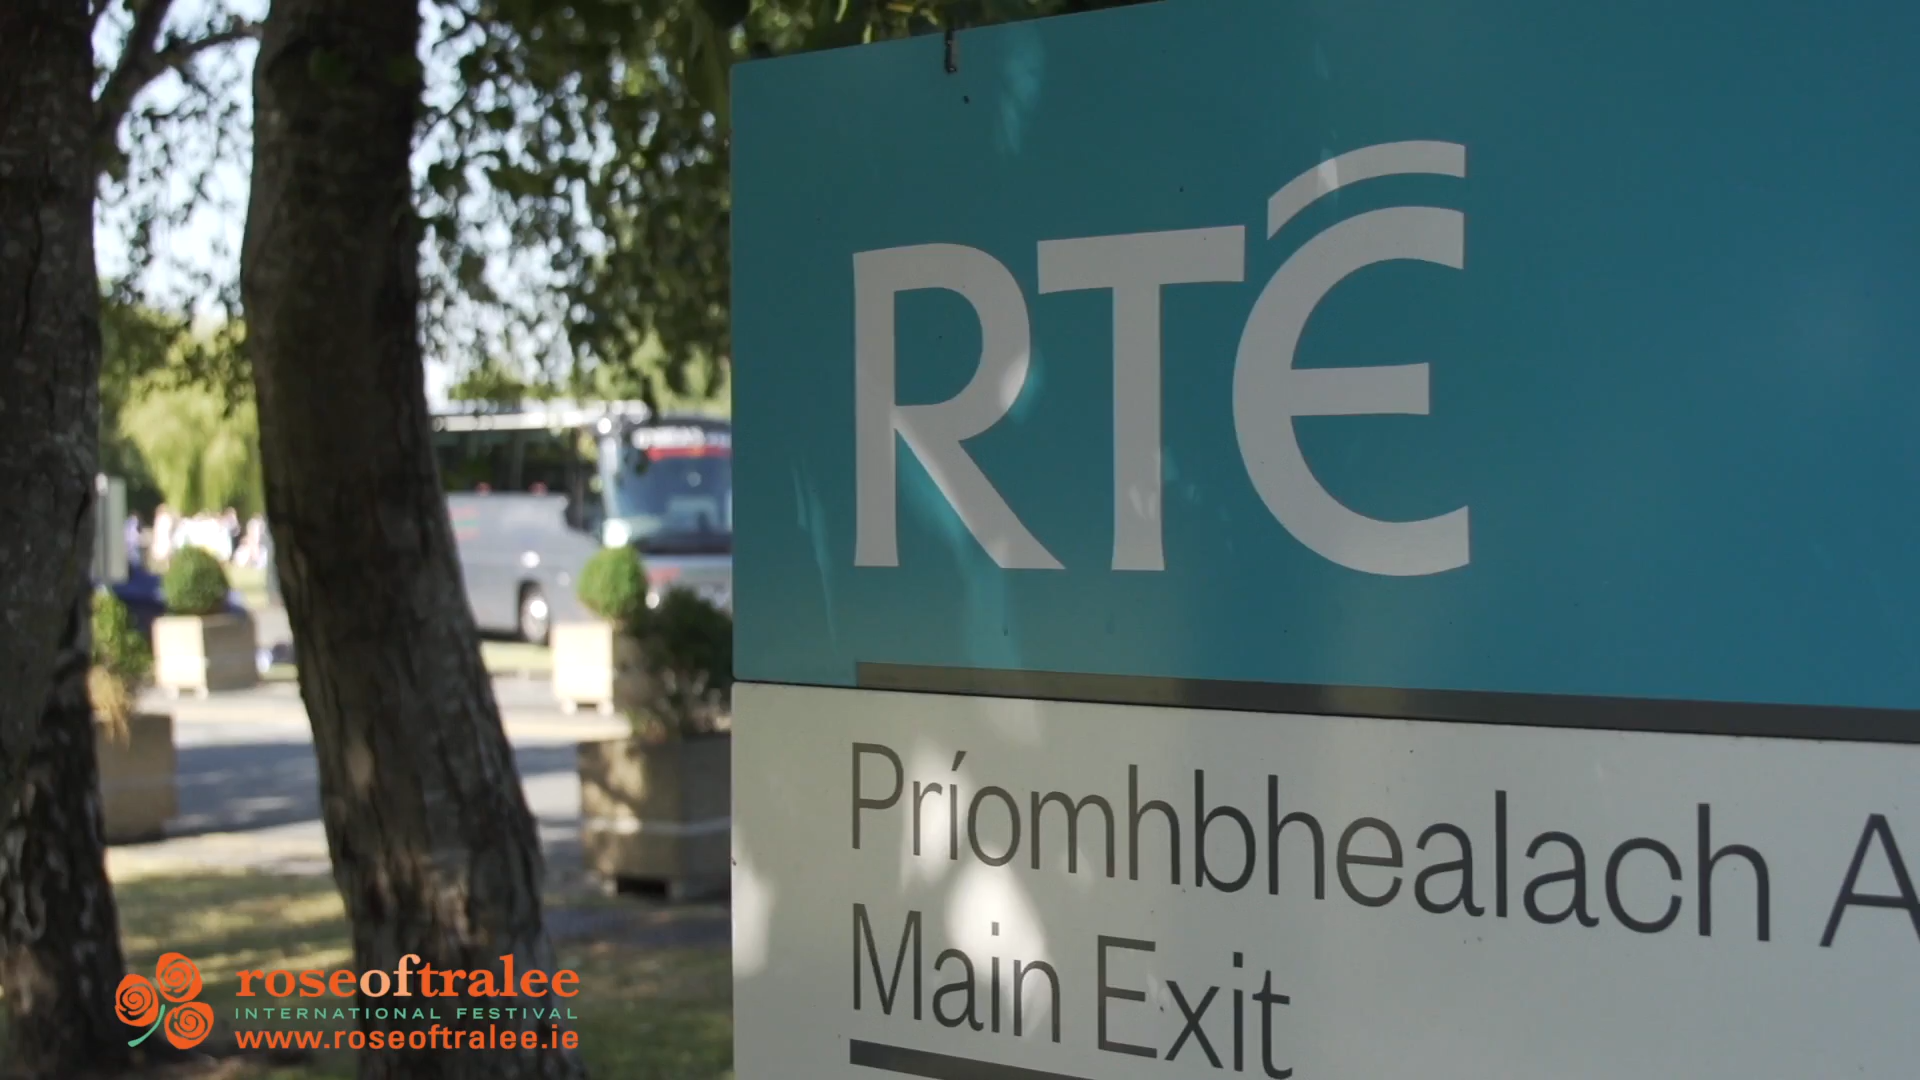 RTÉ
Príomhbhealach A
Main Exit
roseoftralee
INTERNATIONAL FESTIVAL
www.roseoftralee.ie